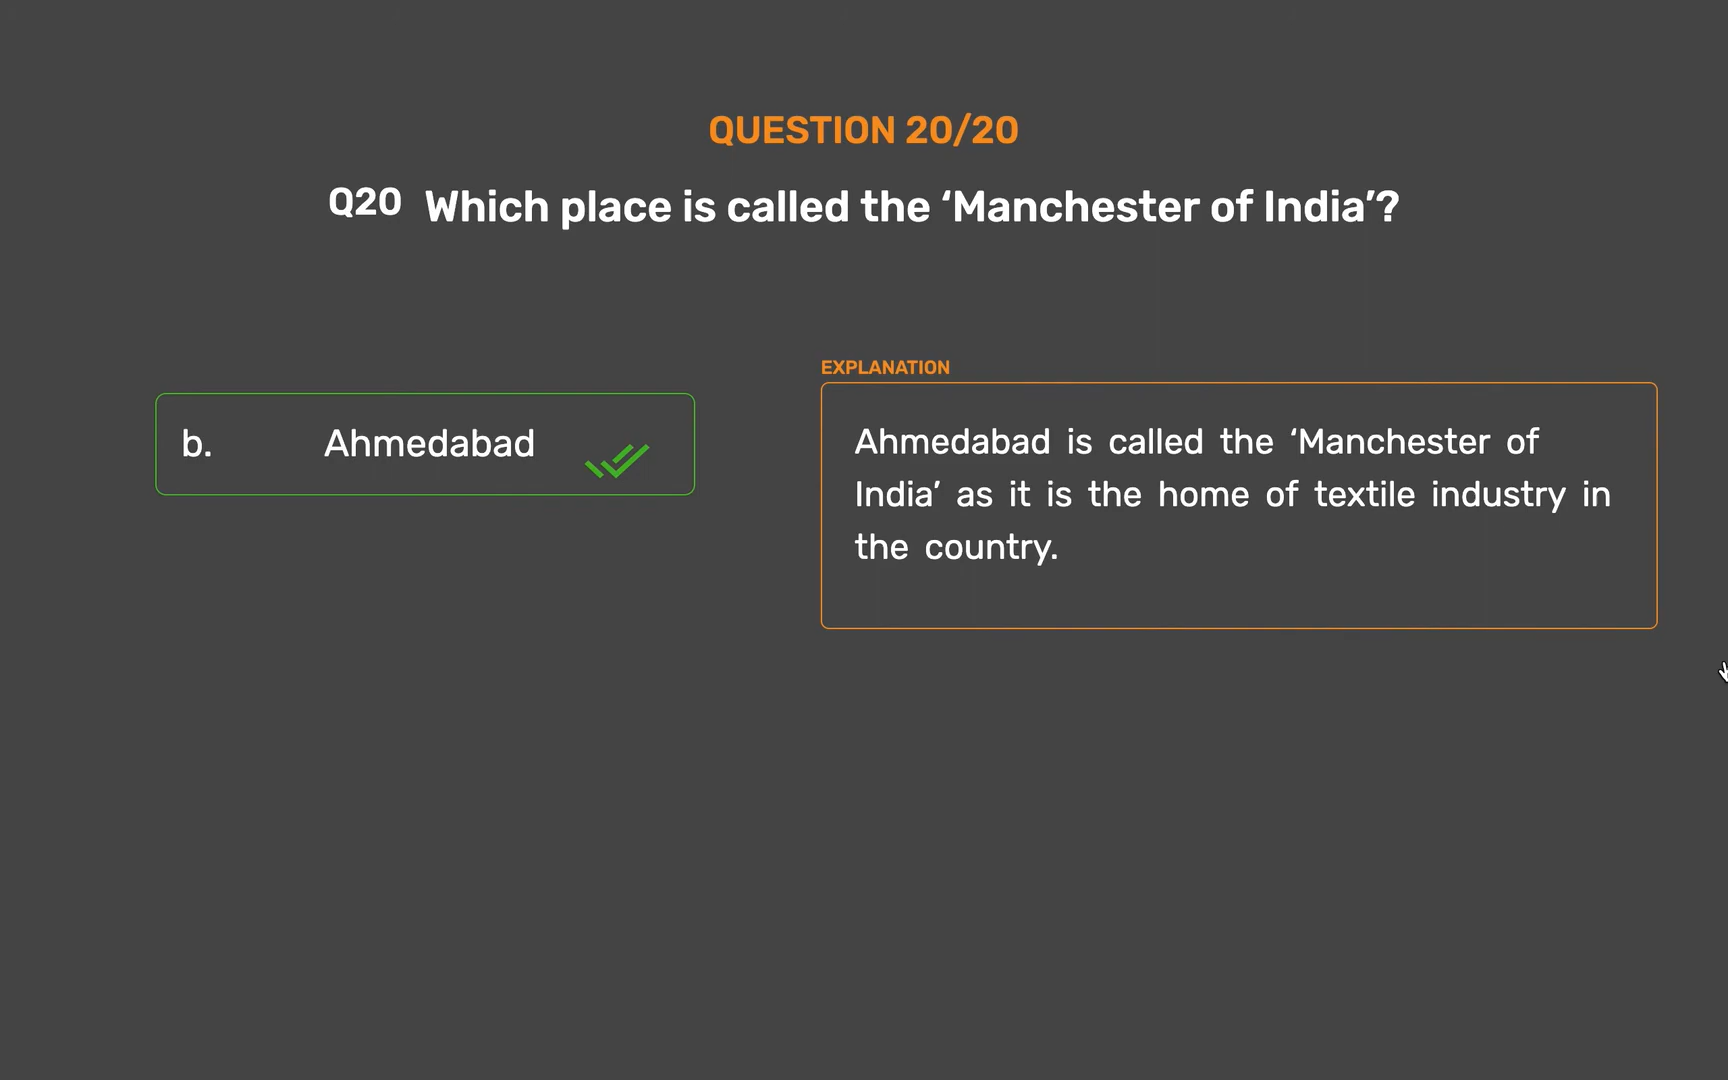 QUESTION 20/20
Q20 Which place is called the ‘Manchester of India’?
b. Ahmedabad
EXPLANATION
Ahmedabad is called the ‘Manchester of
India’ as it is the home of textile industry in
the country.